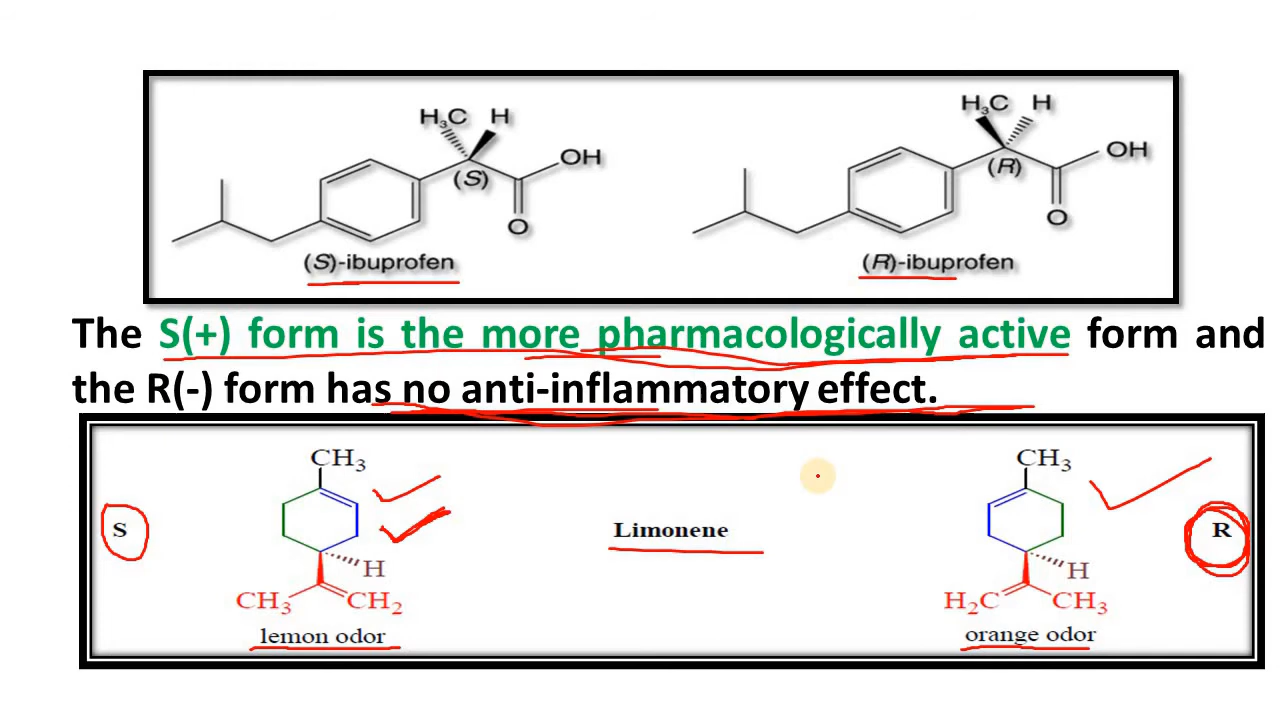 H₃C H
OH
(S)
O
(S)-ibuprofen
H₃C H
OH
(R)
O
(R)-ibuprofen
The S(+) form is the more pharmacologically active form and
the R(-) form has no anti-inflammatory effect.
S
CH₃
H
CH₃ CH₂
lemon odor
Limonene
CH₃
H
H₂C CH₃
orange odor
R